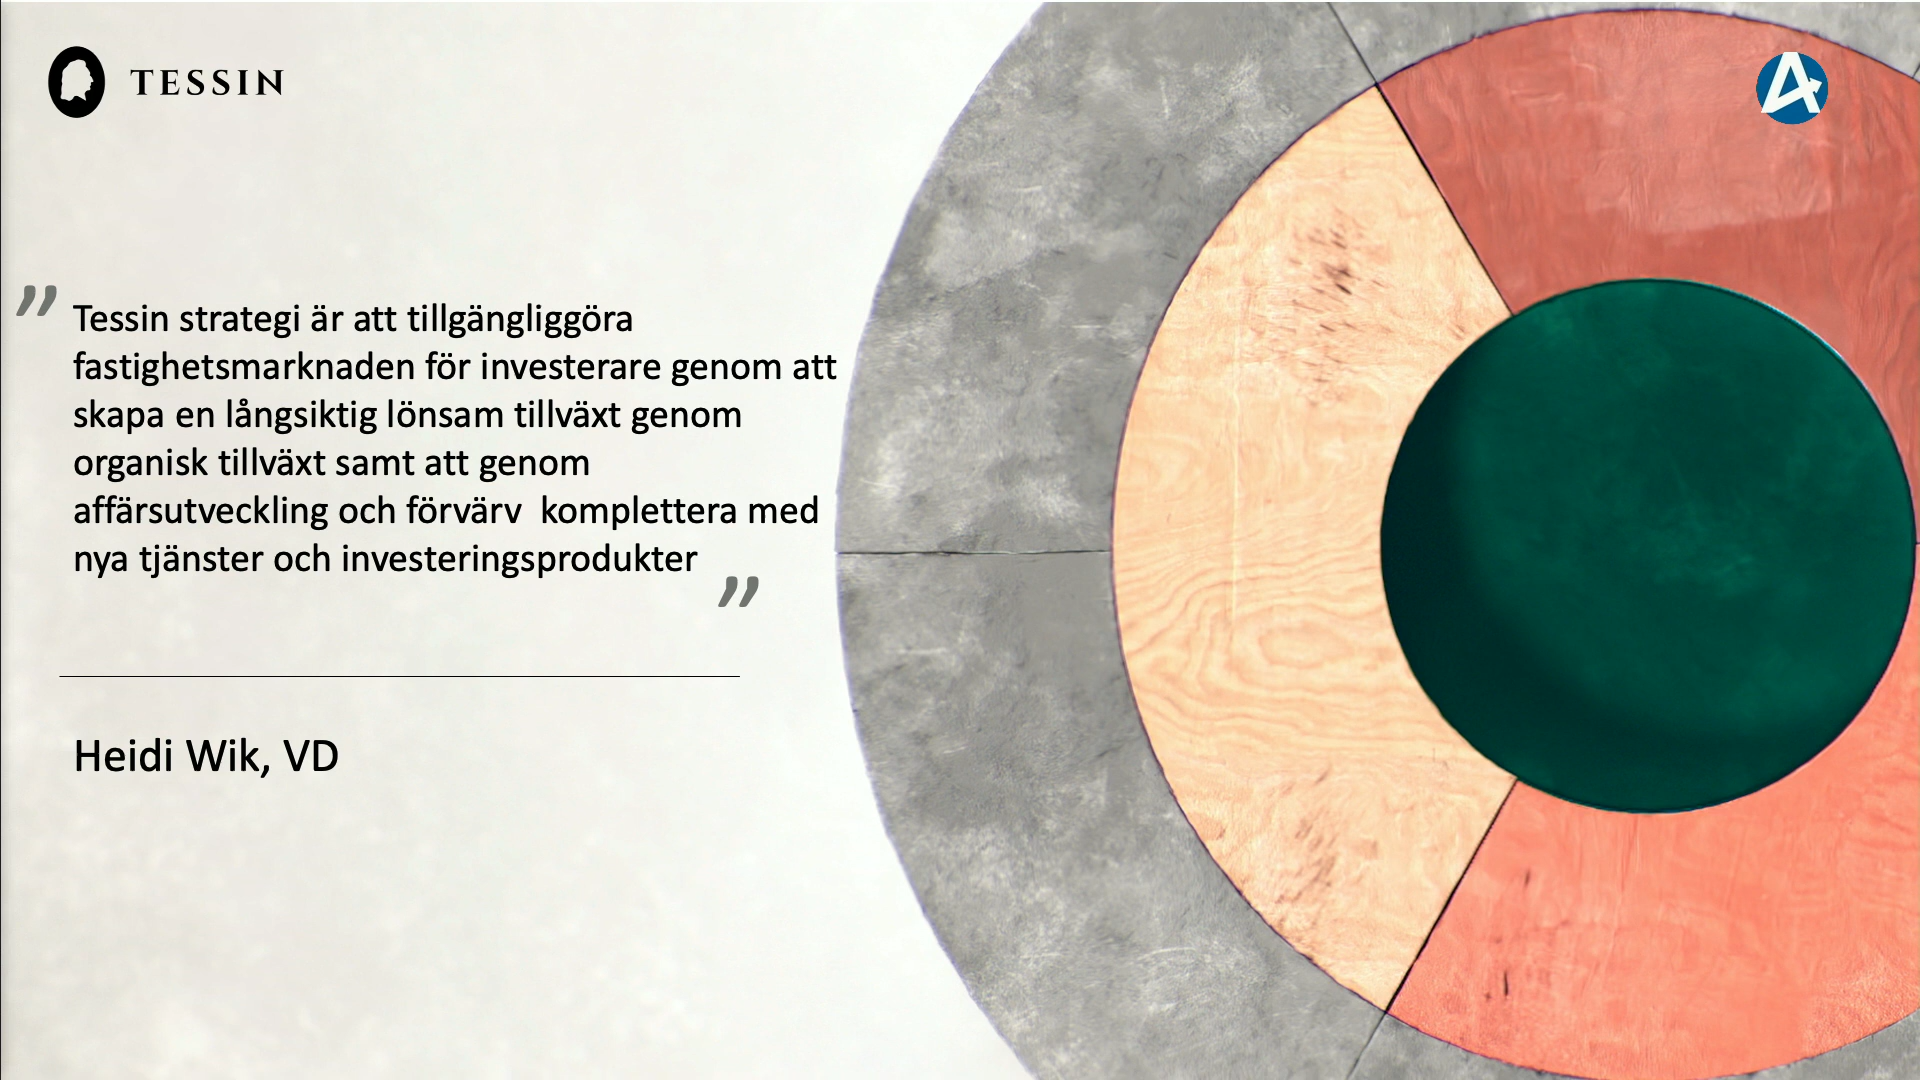 TESSIN
” Tessin strategi är att tillgängliggöra
fastighetsmarknaden för investerare genom att
skapa en långsiktig lönsam tillväxt genom
organisk tillväxt samt att genom
affärsutveckling och förvärv  komplettera med
nya tjänster och investeringsprodukter
”
Heidi Wik, VD